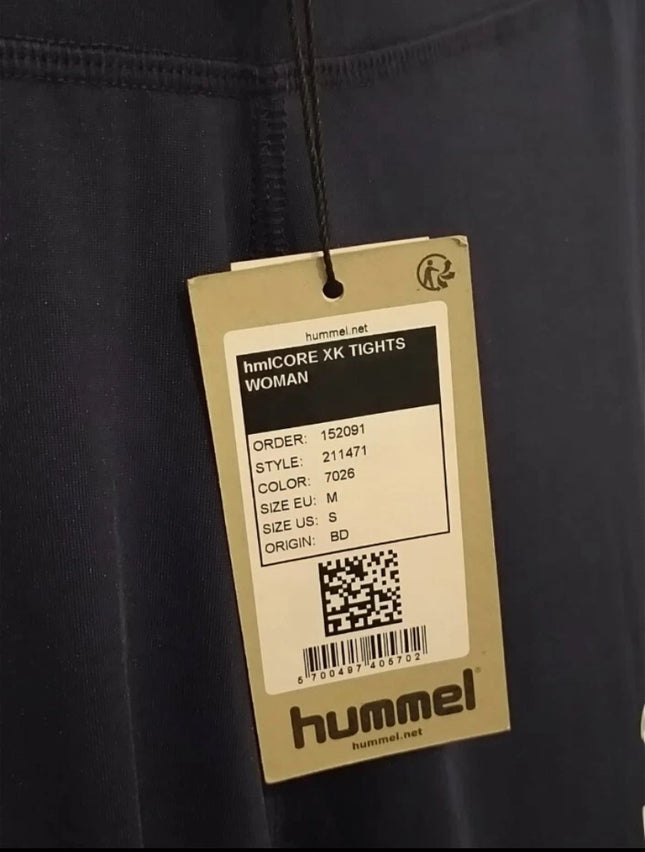 hummel.net
hmlCORE XK TIGHTS
WOMAN
ORDER: 152091
STYLE: 211471
COLOR: 7026
SIZE EU: M
SIZE US: S
ORIGIN: BD
5 700497 405702
hummel®
hummel.net